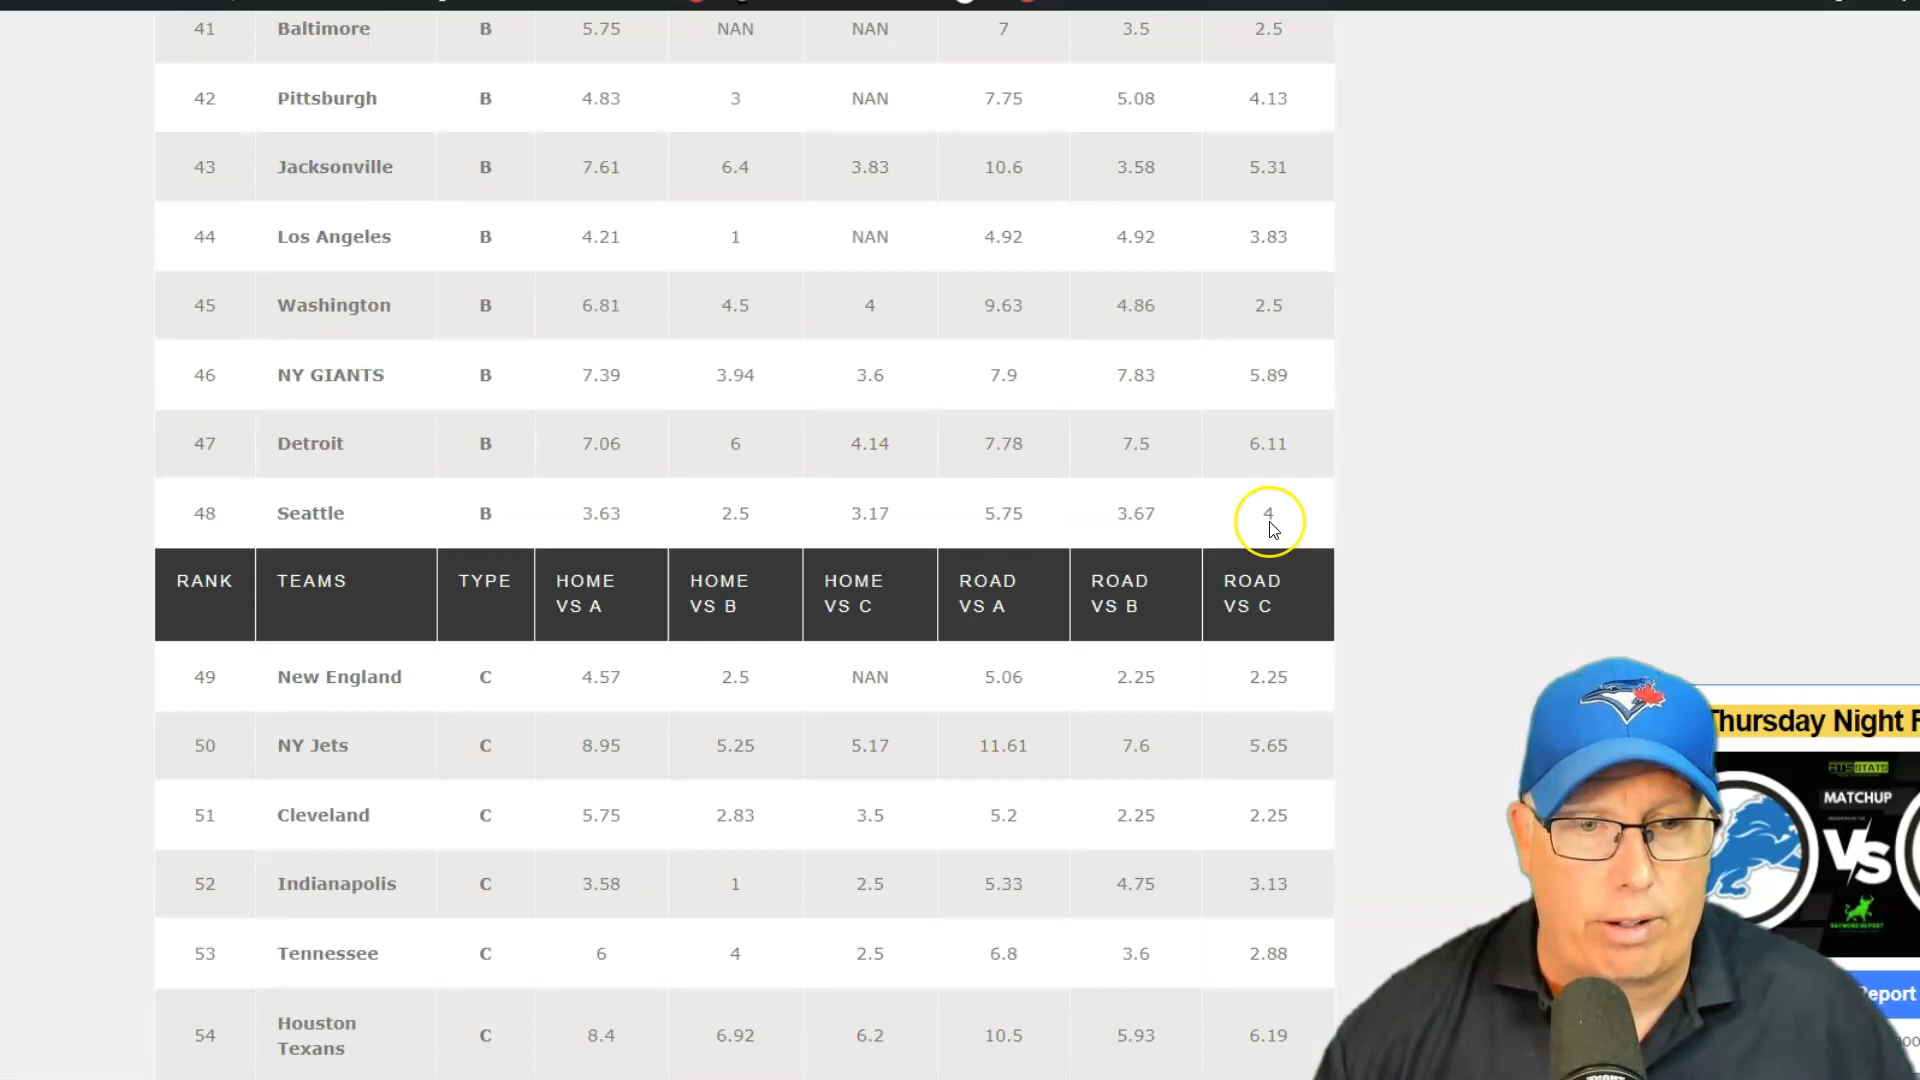 41 Baltimore B 5.75 NAN NAN 7 3.5 2.5
42 Pittsburgh B 4.83 3 NAN 7.75 5.08 4.13
43 Jacksonville B 7.61 6.4 3.83 10.6 3.58 5.31
44 Los Angeles B 4.21 1 NAN 4.92 4.92 3.83
45 Washington B 6.81 4.5 4 9.63 4.86 2.5
46 NY GIANTS B 7.39 3.94 3.6 7.9 7.83 5.89
47 Detroit B 7.06 6 4.14 7.78 7.5 6.11
48 Seattle B 3.63 2.5 3.17 5.75 3.67 4
RANK TEAMS TYPE HOME HOME HOME ROAD ROAD ROAD
VS A VS B VS C VS A VS B VS C
49 New England C 4.57 2.5 NAN 5.06 2.25 2.25
50 NY Jets C 8.95 5.25 5.17 11.61 7.6 5.65
51 Cleveland C 5.75 2.83 3.5 5.2 2.25 2.25
52 Indianapolis C 3.58 1 2.5 5.33 4.75 3.13
53 Tennessee C 6 4 2.5 6.8 3.6 2.88
54 Houston Texans C 8.4 6.92 6.2 10.5 5.93 6.19
Thursday Night F
ATS STATS
MATCHUP
VS
RAYMOND REPORT
Report